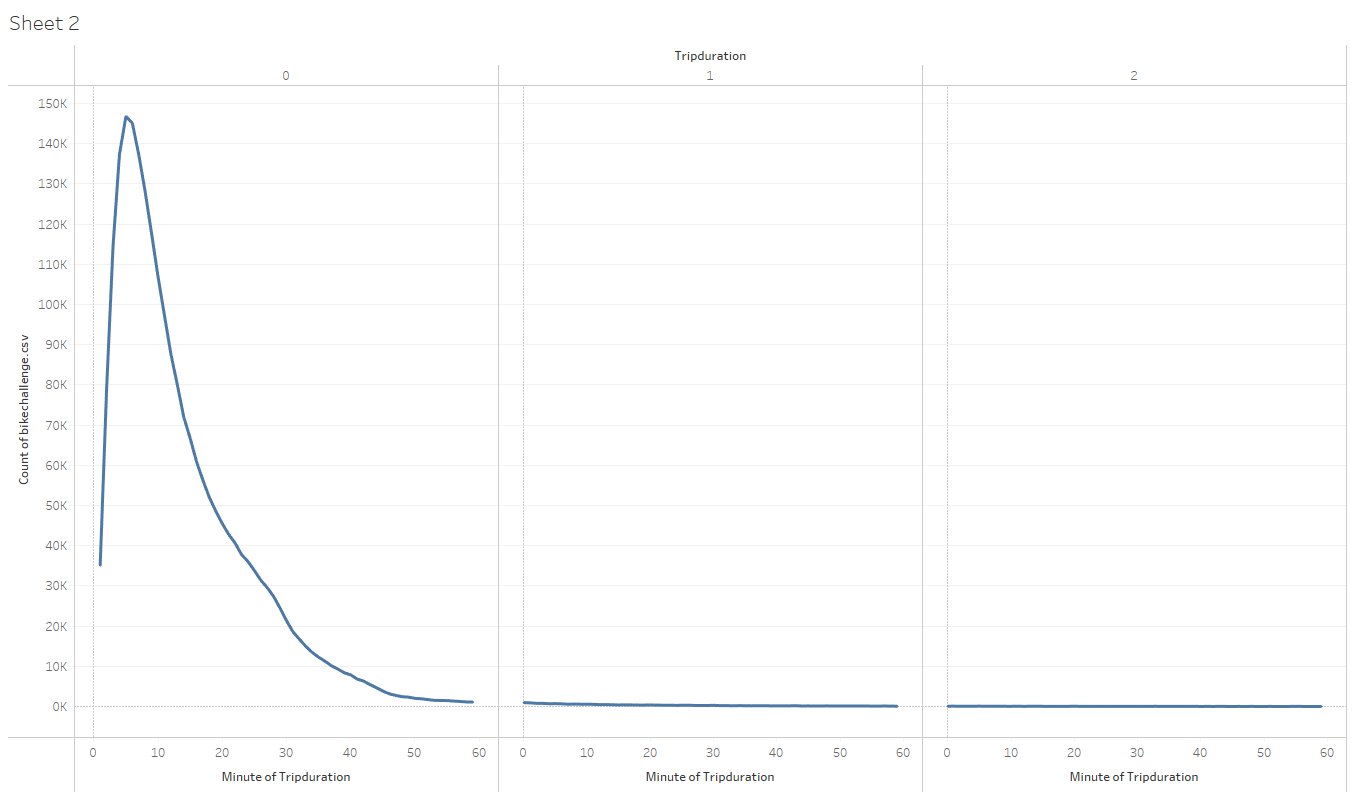 Sheet 2
Tripduration
0 1 2
150K
140K
130K
120K
110K
100K
90K
80K
70K
60K
50K
40K
30K
20K
10K
0K
Count of bikechallenge.csv
0 10 20 30 40 50 60 0 10 20 30 40 50 60 0 10 20 30 40 50 60
Minute of Tripduration Minute of Tripduration Minute of Tripduration